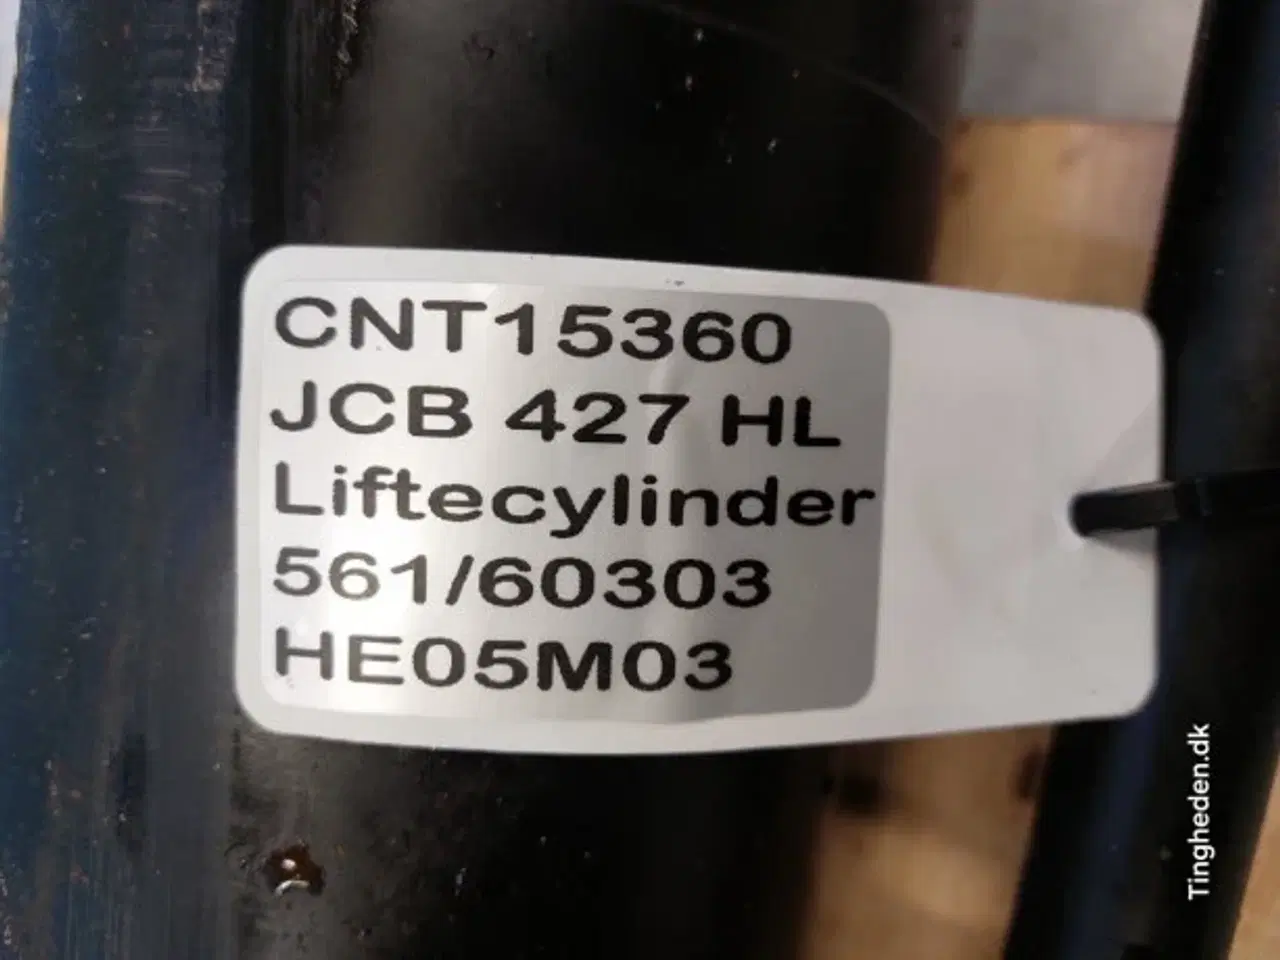 CNT15360
JCB 427 HL
Liftecylinder
561/60303
HE05M03
Tingheden.dk